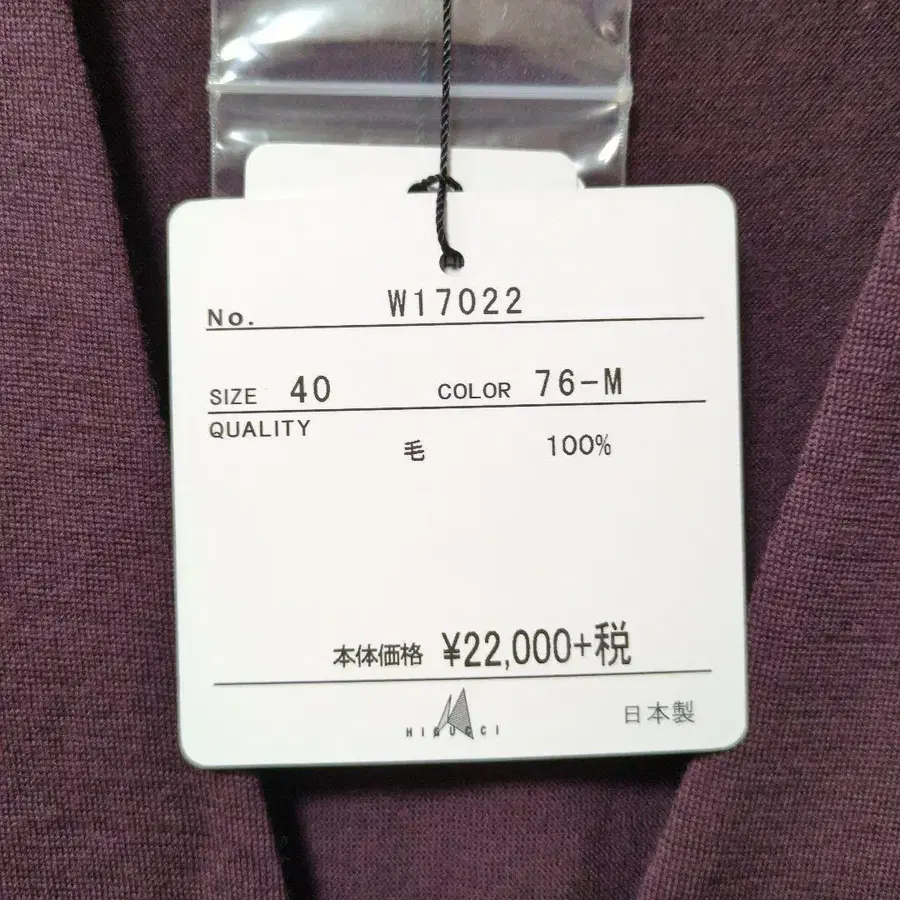 No. W17022
SIZE 40 COLOR 76-M
QUALITY
毛 100%
本体価格 ¥22,000+税
HIGUCCI
日本製